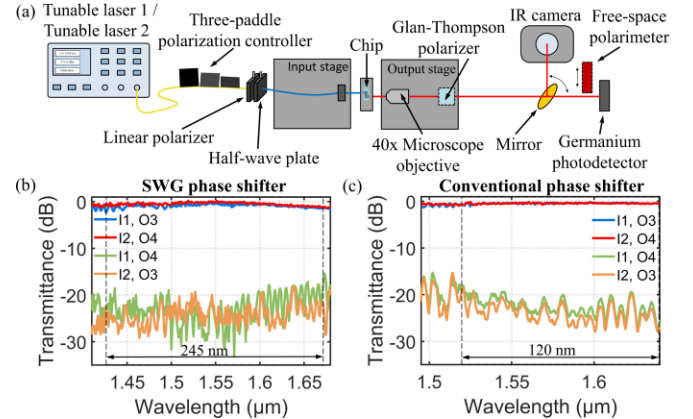 (a)
Tunable laser 1 /
Tunable laser 2
Three-paddle
polarization controller
Linear polarizer
Half-wave plate
Input stage
Chip
Output stage
Glan-Thompson
polarizer
40x Microscope
objective
IR camera
Free-space
polarimeter
Mirror
Germanium
photodetector
(b)
SWG phase shifter
Transmittance (dB)
0
-10
-20
-30
I1, O3
I2, O4
I1, O4
I2, O3
245 nm
1.45
1.5
1.55
1.6
1.65
Wavelength (µm)
(c)
Conventional phase shifter
Transmittance (dB)
0
-10
-20
-30
I1, O3
I2, O4
I1, O4
I2, O3
120 nm
1.5
1.55
1.6
Wavelength (µm)